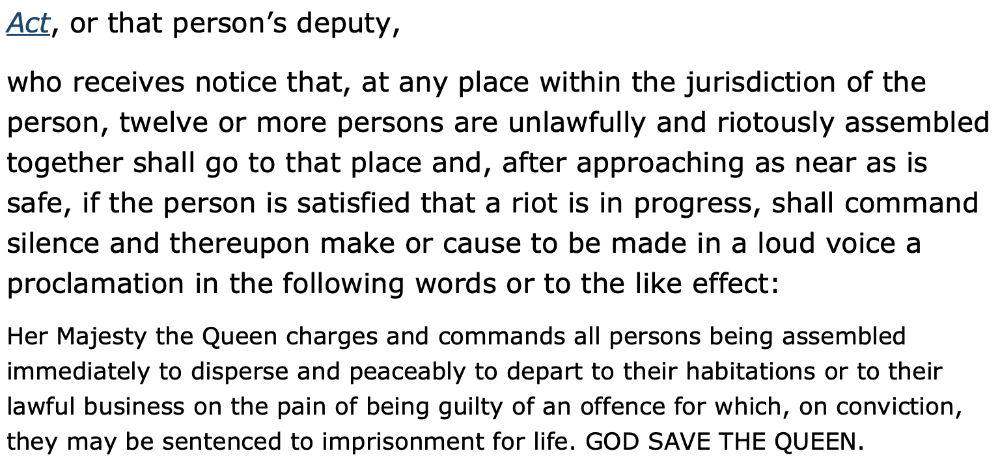 Act, or that person’s deputy,
who receives notice that, at any place within the jurisdiction of the
person, twelve or more persons are unlawfully and riotously assembled
together shall go to that place and, after approaching as near as is
safe, if the person is satisfied that a riot is in progress, shall command
silence and thereupon make or cause to be made in a loud voice a
proclamation in the following words or to the like effect:
Her Majesty the Queen charges and commands all persons being assembled
immediately to disperse and peaceably to depart to their habitations or to their
lawful business on the pain of being guilty of an offence for which, on conviction,
they may be sentenced to imprisonment for life. GOD SAVE THE QUEEN.